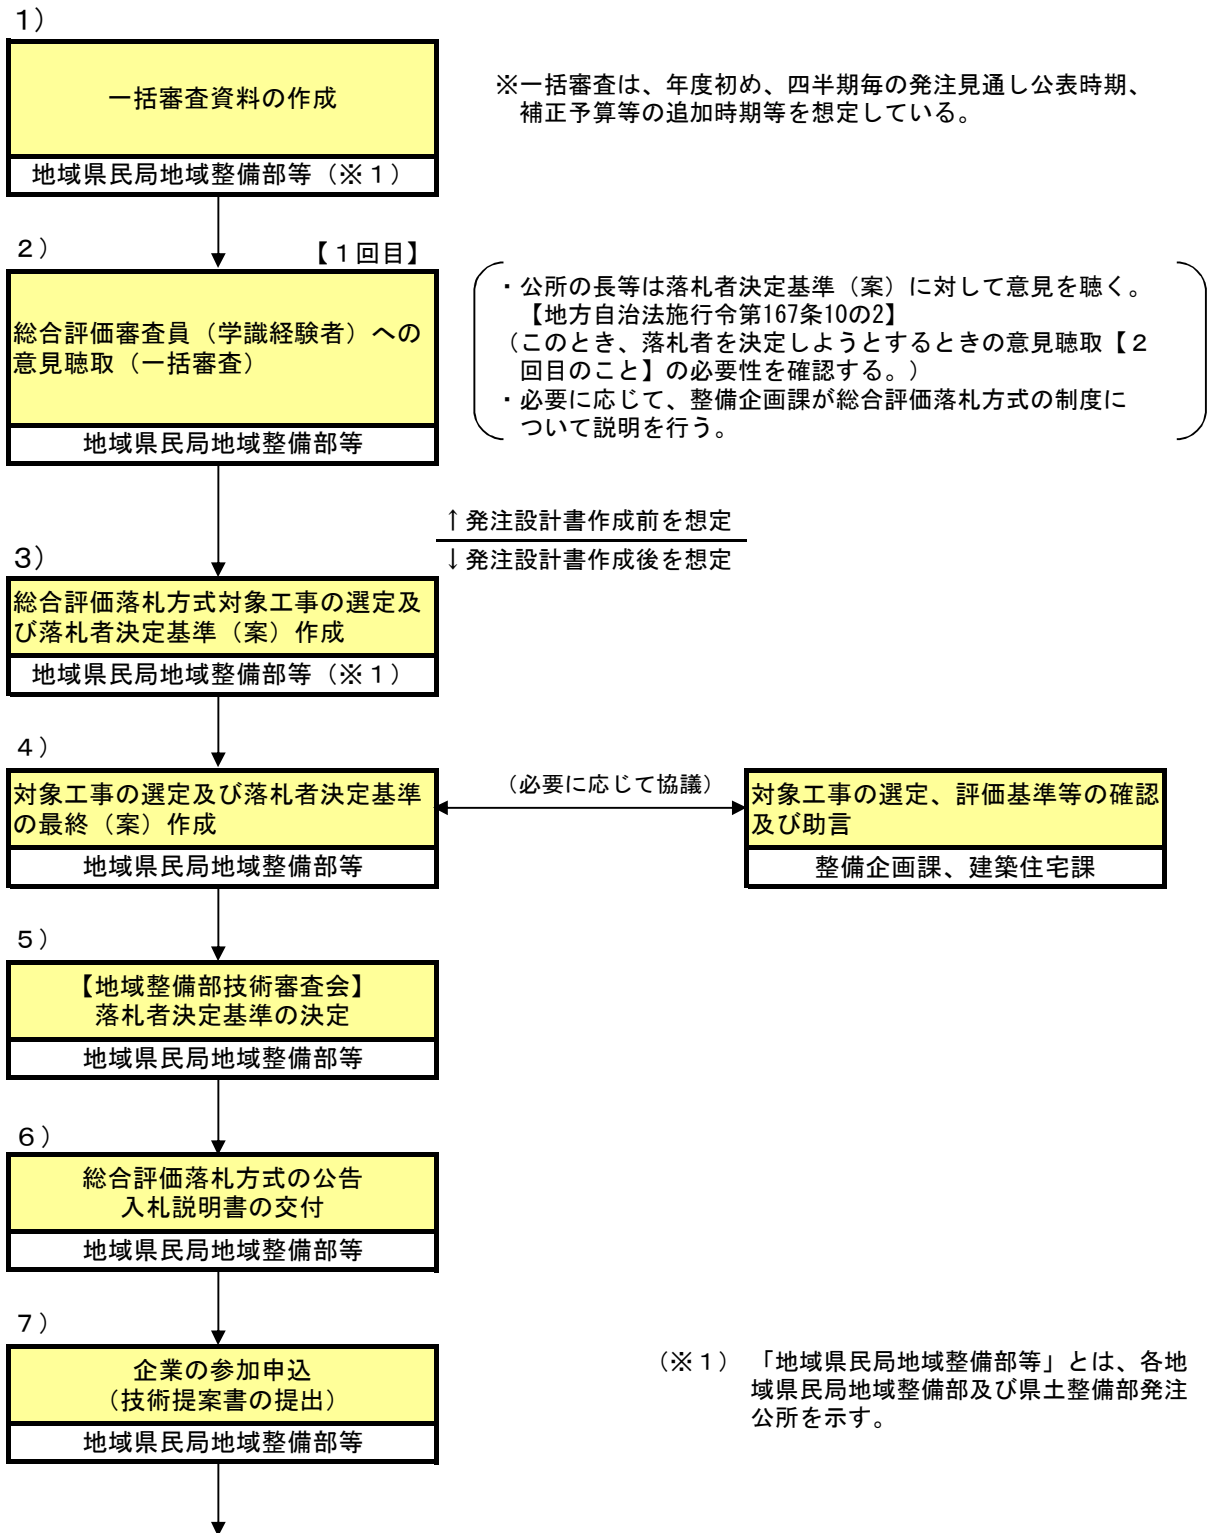 １）
一括審査資料の作成
地域県民局地域整備部等（※１）
※一括審査は、年度初め、四半期毎の発注見通し公表時期、
補正予算等の追加時期等を想定している。
２）
【１回目】
総合評価審査員（学識経験者）への
意見聴取（一括審査）
地域県民局地域整備部等
・公所の長等は落札者決定基準（案）に対して意見を聴く。
【地方自治法施行令第167条10の2】
（このとき、落札者を決定しようとするときの意見聴取【２
回目のこと】の必要性を確認する。）
・必要に応じて、整備企画課が総合評価落札方式の制度に
ついて説明を行う。
↑発注設計書作成前を想定
↓発注設計書作成後を想定
３）
総合評価落札方式対象工事の選定及
び落札者決定基準（案）作成
地域県民局地域整備部等（※１）
４）
対象工事の選定及び落札者決定基準
の最終（案）作成
地域県民局地域整備部等
（必要に応じて協議）
対象工事の選定、評価基準等の確認
及び助言
整備企画課、建築住宅課
５）
【地域整備部技術審査会】
落札者決定基準の決定
地域県民局地域整備部等
６）
総合評価落札方式の公告
入札説明書の交付
地域県民局地域整備部等
７）
企業の参加申込
（技術提案書の提出）
地域県民局地域整備部等
（※１）　「地域県民局地域整備部等」とは、各地
域県民局地域整備部及び県土整備部発注
公所を示す。